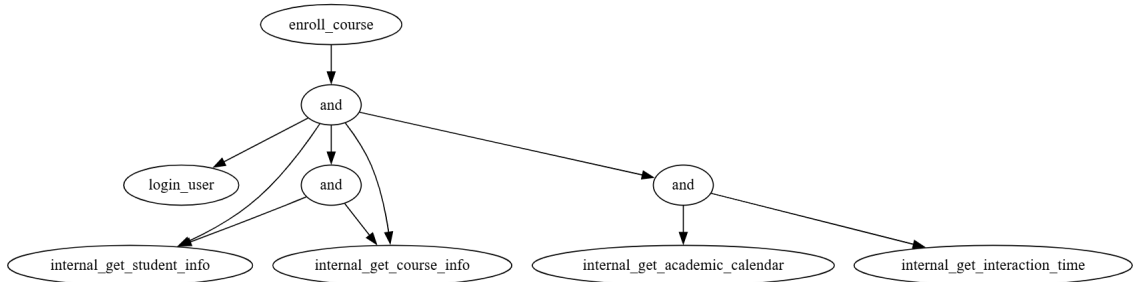 enroll_course
and
login_user
and
and
internal_get_student_info
internal_get_course_info
internal_get_academic_calendar
internal_get_interaction_time